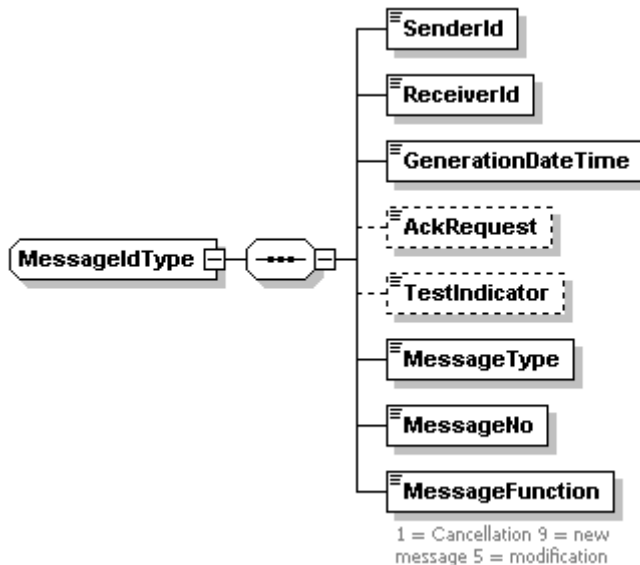 SenderId
ReceiverId
GenerationDateTime
AckRequest
MessageIdType
TestIndicator
MessageType
MessageNo
MessageFunction
1 = Cancellation 9 = new
message 5 = modification